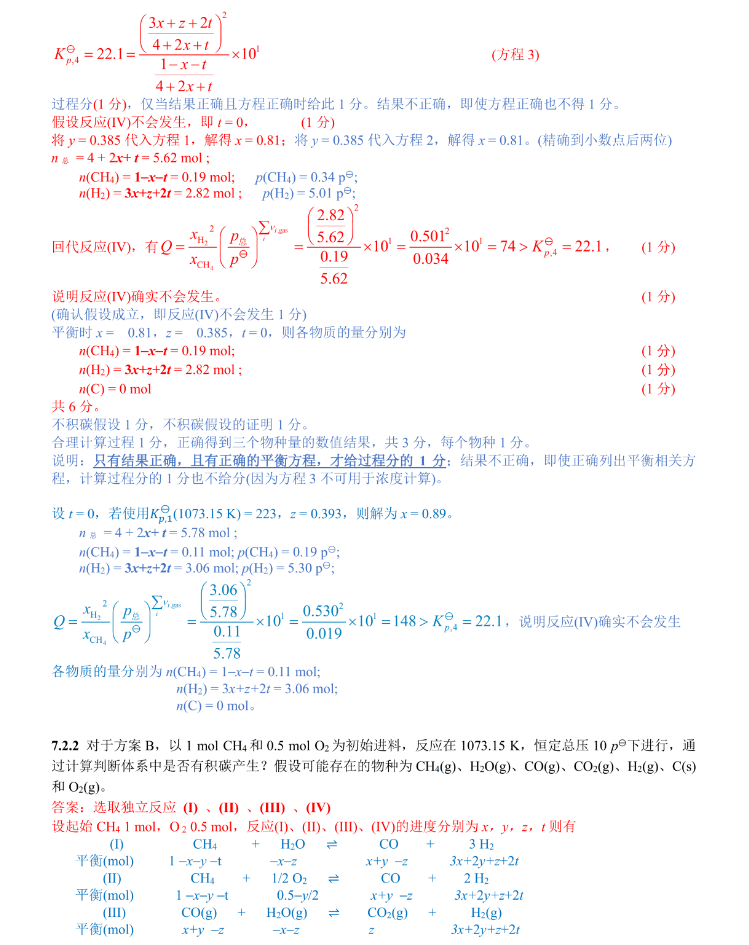 K⊖p,4 = 22.1 = ((3x + z + 2t)/(4 + 2x + t))² / ((1 − x − t)/(4 + 2x + t)) ×10¹ (方程 3)
过程分(1 分)，仅当结果正确且方程正确时给此 1 分。结果不正确，即使方程正确也不得 1 分。
假设反应(IV)不会发生，即 t = 0， (1 分)
将 y = 0.385 代入方程 1，解得 x = 0.81；将 y = 0.385 代入方程 2，解得 x = 0.81。(精确到小数点后两位)
n 总 = 4 + 2x+ t = 5.62 mol ;
n(CH₄) = 1–x–t = 0.19 mol; p(CH₄) = 0.34 p⊖;
n(H₂) = 3x+z+2t = 2.82 mol ; p(H₂) = 5.01 p⊖;
回代反应(IV)，有 Q = x²H₂/xCH₄ (p总/p⊖)^∑νi,gas = (2.82/5.62)² / (0.19/5.62) ×10¹ = 0.501²/0.034 ×10¹ = 74 > K⊖p,4 = 22.1， (1 分)
说明反应(IV)确实不会发生。 (1 分)
(确认假设成立，即反应(IV)不会发生 1 分)
平衡时 x = 0.81，z = 0.385，t = 0，则各物质的量分别为
n(CH₄) = 1–x–t = 0.19 mol; (1 分)
n(H₂) = 3x+z+2t = 2.82 mol ; (1 分)
n(C) = 0 mol (1 分)
共 6 分。
不积碳假设 1 分，不积碳假设的证明 1 分。
合理计算过程 1 分，正确得到三个物种量的数值结果，共 3 分，每个物种 1 分。
说明：只有结果正确，且有正确的平衡方程，才给过程分的 1 分；结果不正确，即使正确列出平衡相关方
程，计算过程分的 1 分也不给分(因为方程 3 不可用于浓度计算)。
设 t = 0，若使用K⊖p,1(1073.15 K) = 223，z = 0.393，则解为 x = 0.89。
n 总 = 4 + 2x+ t = 5.78 mol ;
n(CH₄) = 1–x–t = 0.11 mol; p(CH₄) = 0.19 p⊖;
n(H₂) = 3x+z+2t = 3.06 mol; p(H₂) = 5.30 p⊖;
Q = x²H₂/xCH₄ (p总/p⊖)^∑νi,gas = (3.06/5.78)² / (0.11/5.78) ×10¹ = 0.530²/0.019 ×10¹ = 148 > K⊖p,4 = 22.1，说明反应(IV)确实不会发生
各物质的量分别为 n(CH₄) = 1–x–t = 0.11 mol;
n(H₂) = 3x+z+2t = 3.06 mol;
n(C) = 0 mol。
7.2.2 对于方案 B，以 1 mol CH₄ 和 0.5 mol O₂ 为初始进料，反应在 1073.15 K，恒定总压 10 p⊖下进行，通
过计算判断体系中是否有积碳产生？假设可能存在的物种为 CH₄(g)、H₂O(g)、CO(g)、CO₂(g)、H₂(g)、C(s)
和 O₂(g)。
答案：选取独立反应 (I) 、(II) 、(III) 、(IV)
设起始 CH₄ 1 mol，O ₂ 0.5 mol，反应(I)、(II)、(III)、(IV)的进度分别为 x，y，z，t 则有
(I) CH₄ + H₂O ⇌ CO + 3 H₂
平衡(mol) 1 –x–y –t –x–z x+y –z 3x+2y+z+2t
(II) CH₄ + 1/2 O₂ ⇌ CO + 2 H₂
平衡(mol) 1 –x–y –t 0.5–y/2 x+y –z 3x+2y+z+2t
(III) CO(g) + H₂O(g) ⇌ CO₂(g) + H₂(g)
平衡(mol) x+y –z –x–z z 3x+2y+z+2t